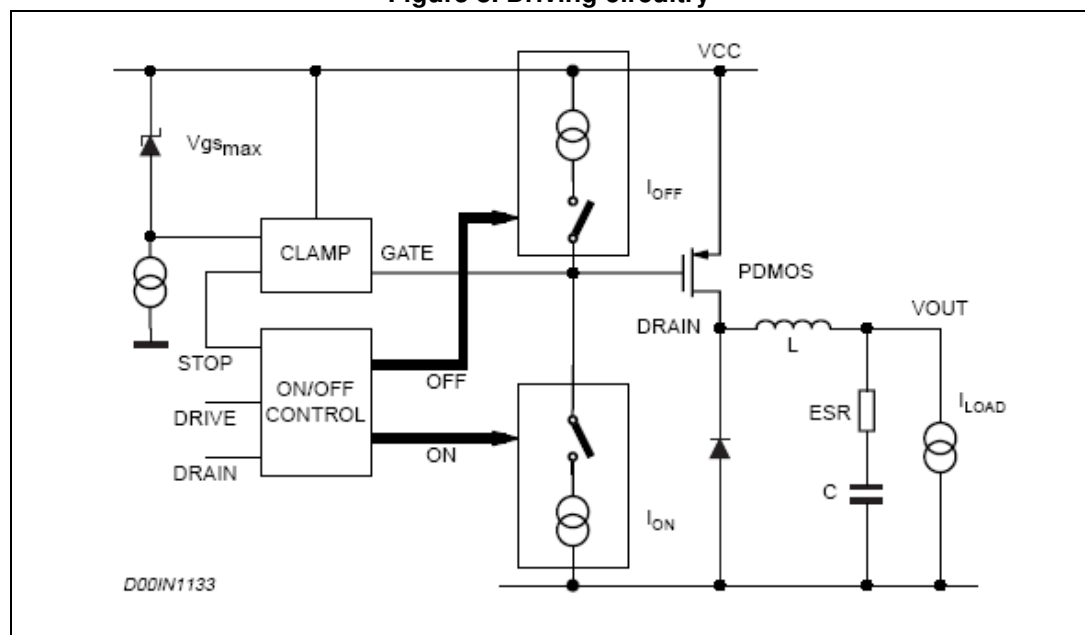 Figure Driving circuitry
VCC
Vgsmax
IOFF
CLAMP GATE
PDMOS
DRAIN
VOUT
L
STOP
OFF
ON/OFF
CONTROL
DRIVE
ON
DRAIN
ESR
ILOAD
C
ION
D00IN1133